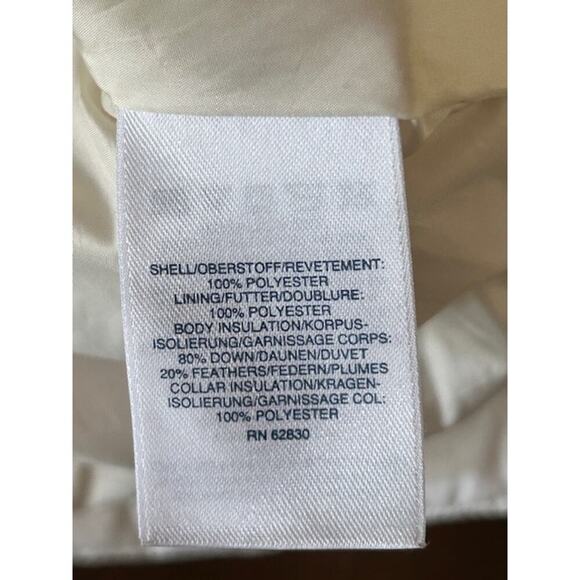 SHELL/OBERSTOFF/REVETEMENT:
100% POLYESTER
LINING/FUTTER/DOUBLURE:
100% POLYESTER
BODY INSULATION/KORPUS-
ISOLIERUNG/GARNISSAGE CORPS:
80% DOWN/DAUNEN/DUVET
20% FEATHERS/FEDERN/PLUMES
COLLAR INSULATION/KRAGEN-
ISOLIERUNG/GARNISSAGE COL:
100% POLYESTER
RN 62830